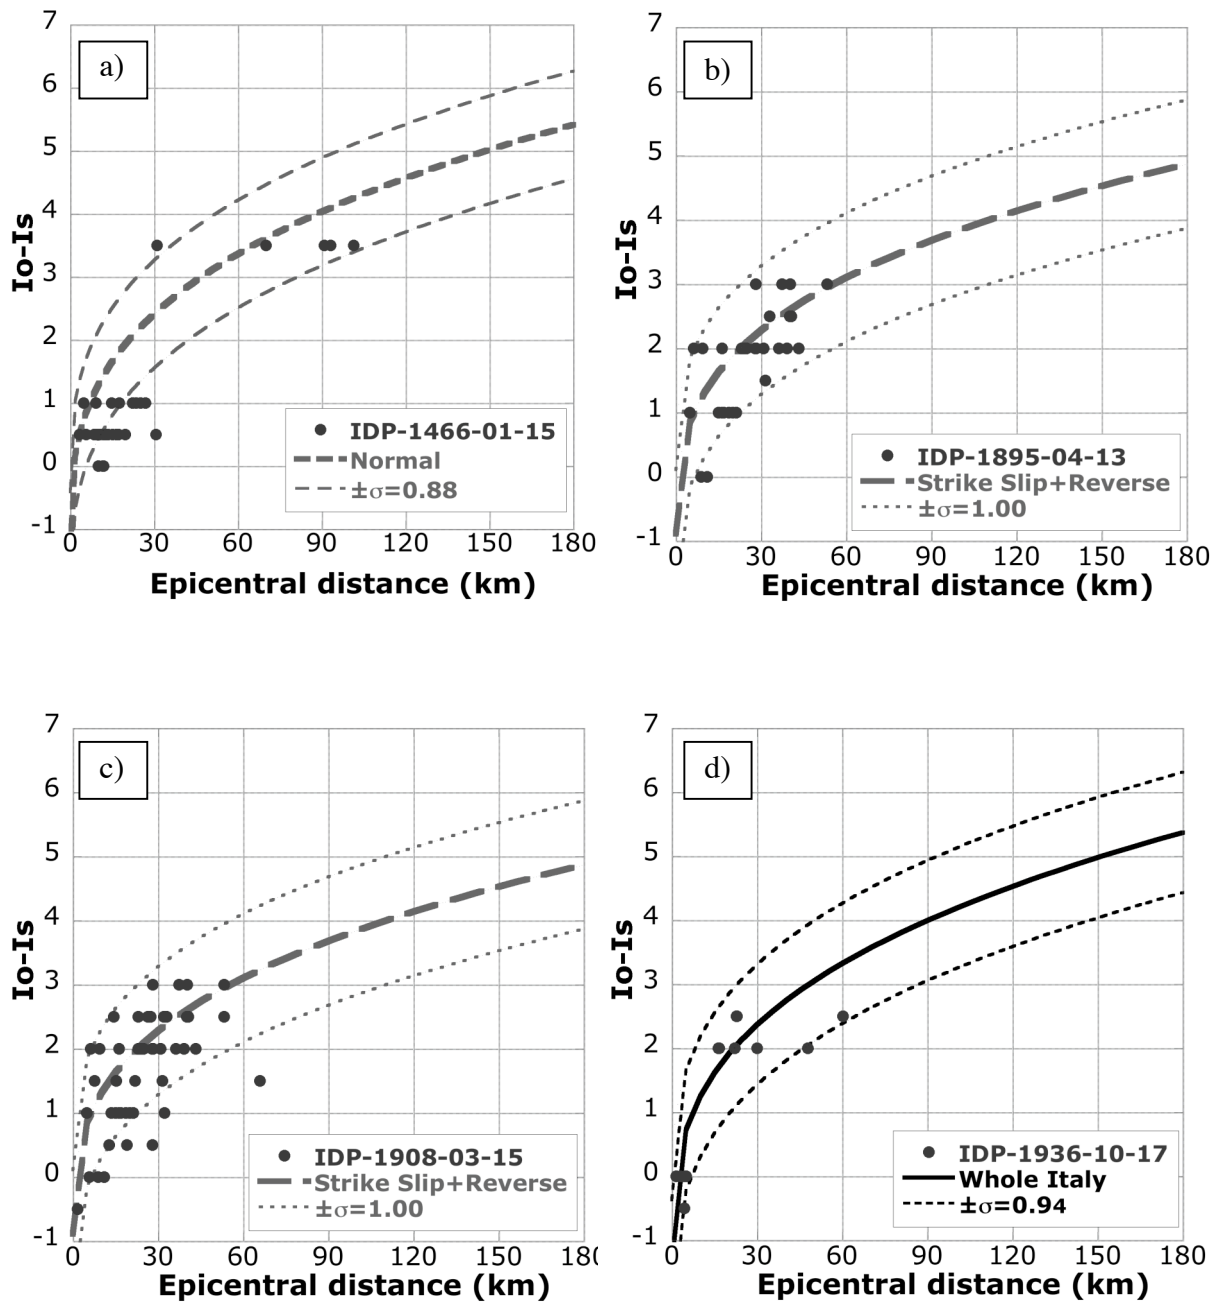 a)
7
6
5
4
3
2
1
0
-1
Io-Is
IDP-1466-01-15
Normal
±σ=0.88
0 30 60 90 120 150 180
Epicentral distance (km)
b)
7
6
5
4
3
2
1
0
-1
Io-Is
IDP-1895-04-13
Strike Slip+Reverse
±σ=1.00
0 30 60 90 120 150 180
Epicentral distance (km)
c)
7
6
5
4
3
2
1
0
-1
Io-Is
IDP-1908-03-15
Strike Slip+Reverse
±σ=1.00
0 30 60 90 120 150 180
Epicentral distance (km)
d)
7
6
5
4
3
2
1
0
-1
Io-Is
IDP-1936-10-17
Whole Italy
±σ=0.94
0 30 60 90 120 150 180
Epicentral distance (km)